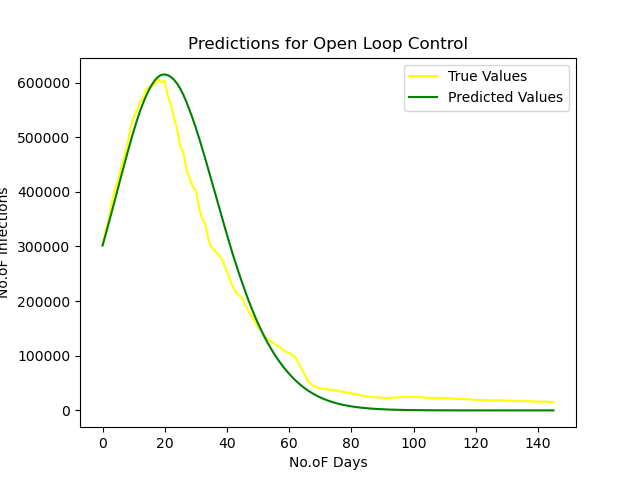 Predictions for Open Loop Control
True Values
Predicted Values
600000
500000
400000
300000
200000
100000
0
No.oF Infections
0 20 40 60 80 100 120 140
No.oF Days